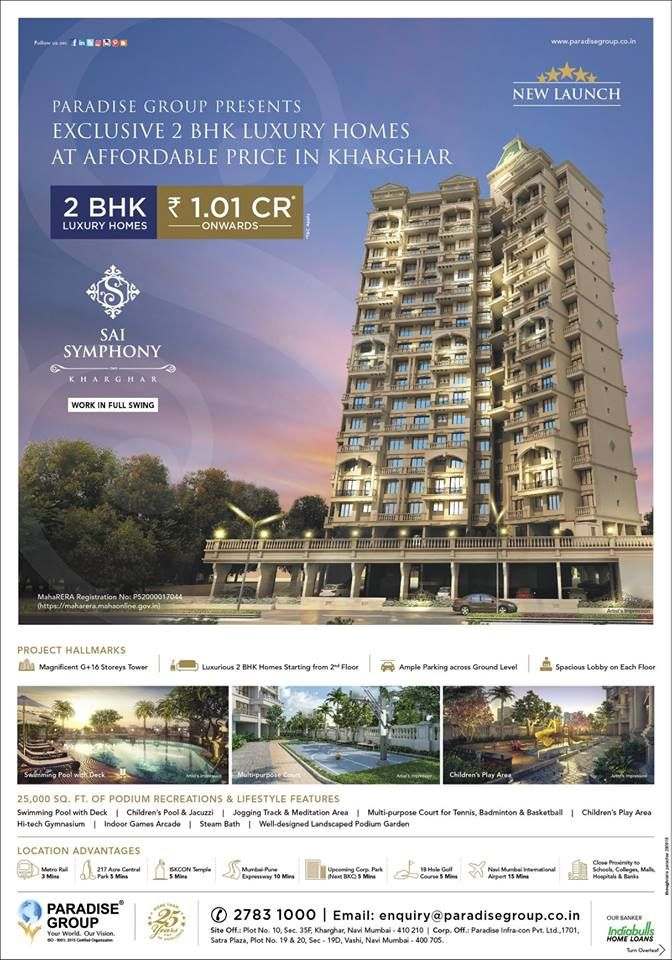 Follow us on:
www.paradisegroup.co.in
NEW LAUNCH
PARADISE GROUP PRESENTS
EXCLUSIVE 2 BHK LUXURY HOMES
AT AFFORDABLE PRICE IN KHARGHAR
2 BHK
LUXURY HOMES
₹ 1.01 CR*
ONWARDS
S
SAI
SYMPHONY
KHARGHAR
WORK IN FULL SWING
MahaRERA Registration No: P52000017044
(https://maharera.mahaonline.gov.in)
Artist's Impression
PROJECT HALLMARKS
Magnificent G+16 Storeys Tower
Luxurious 2 BHK Homes Starting from 2nd Floor
Ample Parking across Ground Level
Spacious Lobby on Each Floor
Swimming Pool with Deck
Artist's Impression
Multi-purpose Court
Artist's Impression
Children's Play Area
Artist's Impression
25,000 SQ. FT. OF PODIUM RECREATIONS & LIFESTYLE FEATURES
Swimming Pool with Deck | Children's Pool & Jacuzzi | Jogging Track & Meditation Area | Multi-purpose Court for Tennis, Badminton & Basketball | Children's Play Area
Hi-tech Gymnasium | Indoor Games Arcade | Steam Bath | Well-designed Landscaped Podium Garden
LOCATION ADVANTAGES
Metro Rail
3 Mins
217 Acre Central
Park 5 Mins
ISKCON Temple
5 Mins
Mumbai-Pune
Expressway 10 Mins
Upcoming Corp. Park
(Next BKC) 5 Mins
18 Hole Golf
Course 5 Mins
Navi Mumbai International
Airport 15 Mins
Close Proximity to
Schools, Colleges, Malls,
Hospitals & Banks
PARADISE®
GROUP
Your World. Our Vision.
ISO - 9001: 2015 Certified Organization
MORE THAN
25
Years
OF EXCELLENCE
2783 1000 | Email: enquiry@paradisegroup.co.in
Site Off.: Plot No. 10, Sec. 35F, Kharghar, Navi Mumbai - 410 210 | Corp. Off.: Paradise Infra-con Pvt. Ltd.,1701,
Satra Plaza, Plot No. 19 & 20, Sec - 19D, Vashi, Navi Mumbai - 400 705.
OUR BANKER
Indiabulls
HOME LOANS
Turn Overleaf